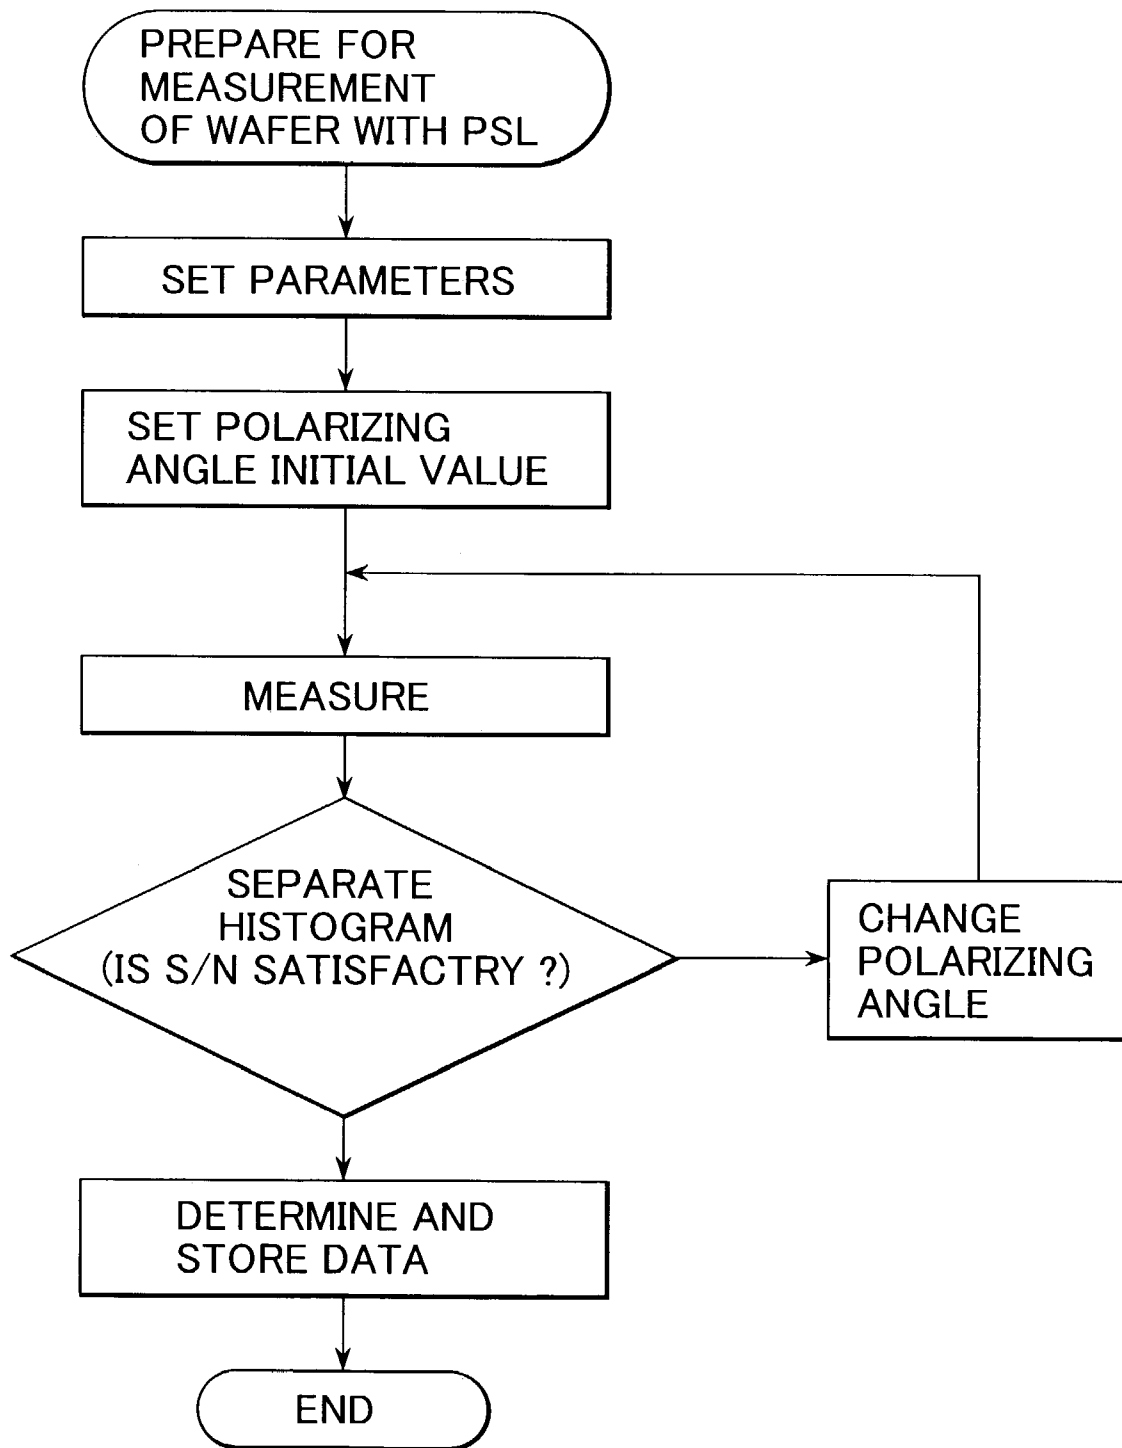 PREPARE FOR
MEASUREMENT
OF WAFER WITH PSL
SET PARAMETERS
SET POLARIZING
ANGLE INITIAL VALUE
MEASURE
SEPARATE
HISTOGRAM
(IS S/N SATISFACTRY ?)
CHANGE
POLARIZING
ANGLE
DETERMINE AND
STORE DATA
END